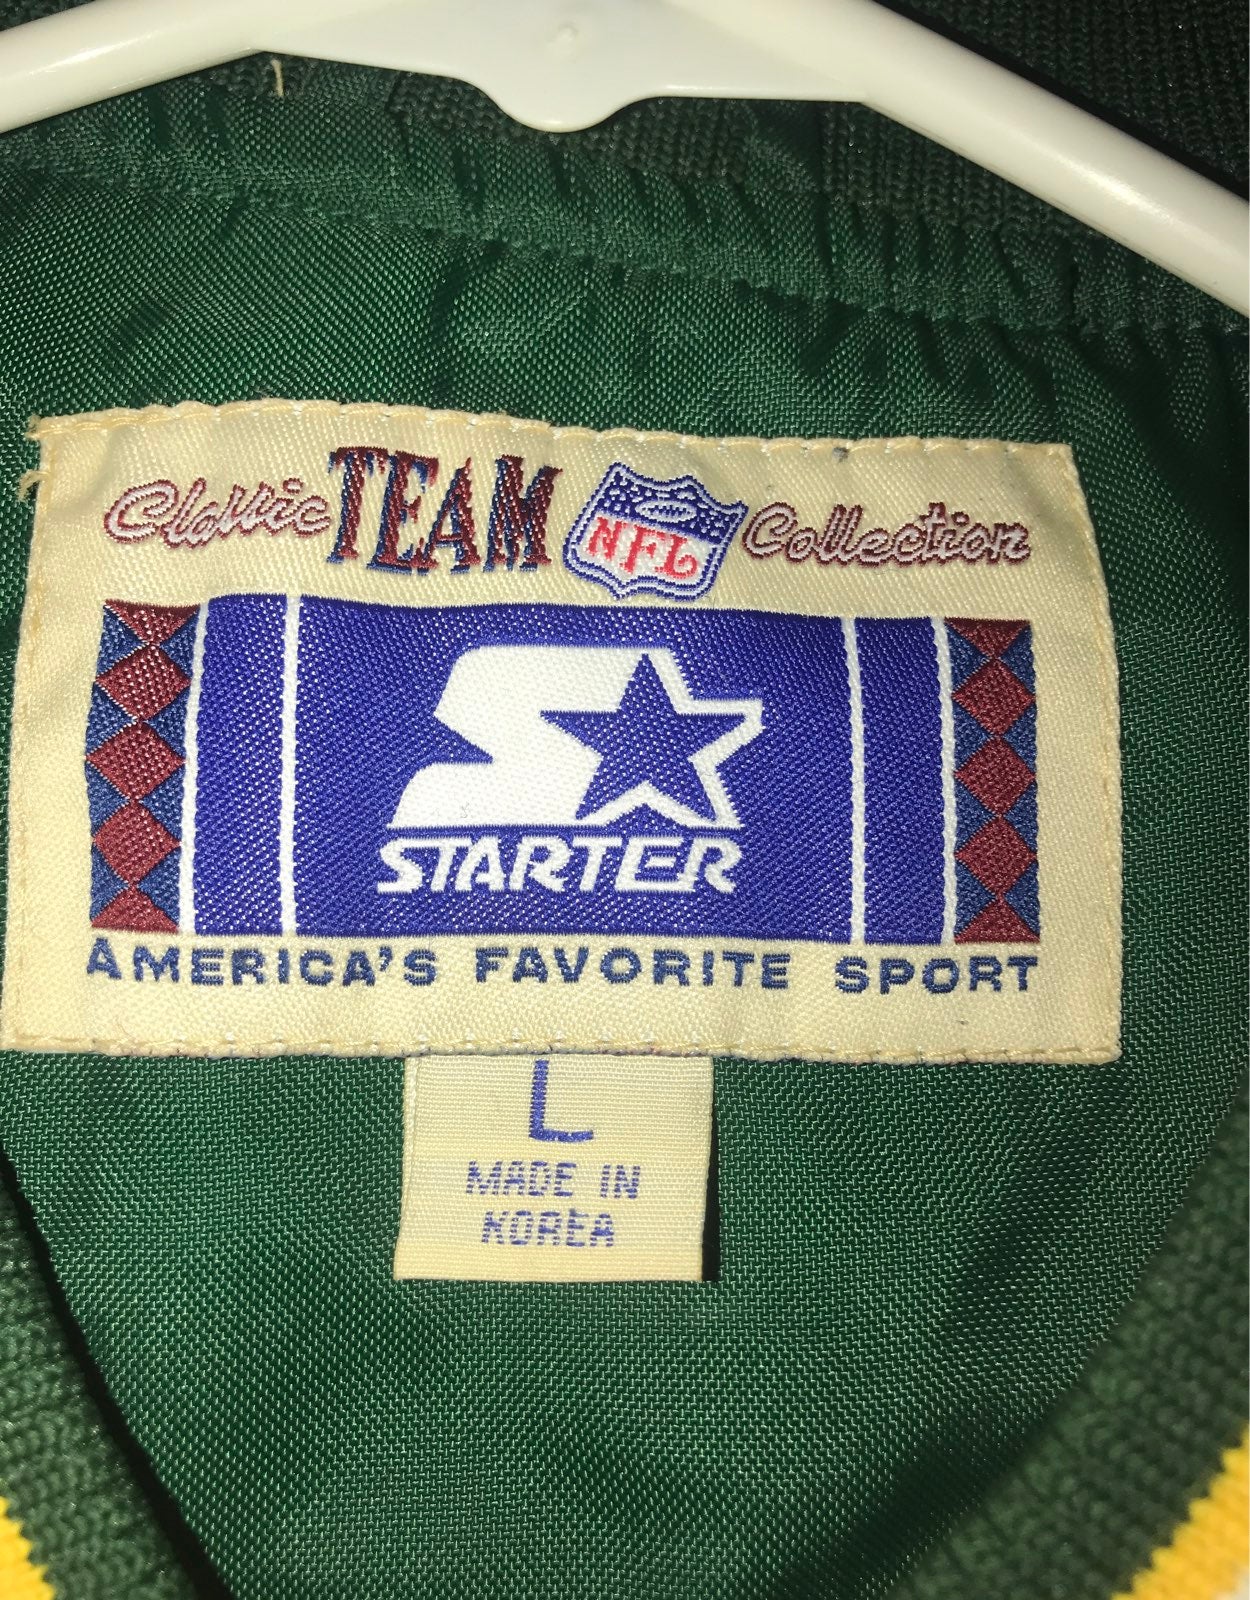 Classic TEAM NFL Collection
STARTER
AMERICA'S FAVORITE SPORT
L
MADE IN
KOREA